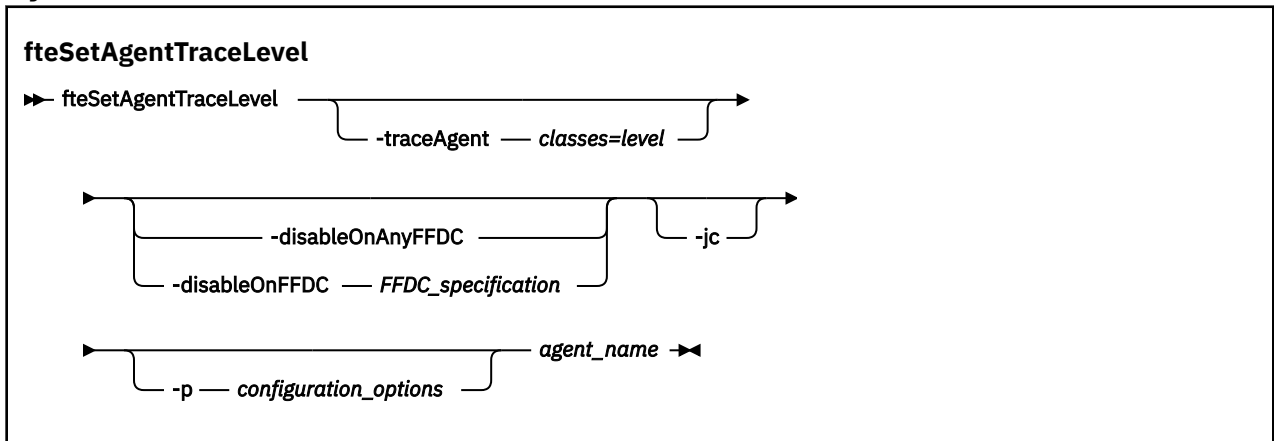 fteSetAgentTraceLevel
fteSetAgentTraceLevel
-traceAgent classes=level
-disableOnAnyFFDC
-jc
-disableOnFFDC FFDC_specification
agent_name
-p configuration_options